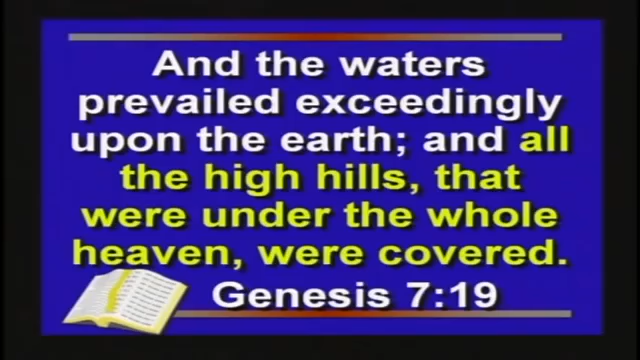 And the waters
prevailed exceedingly
upon the earth; and all
the high hills, that
were under the whole
heaven, were covered.
Genesis 7:19